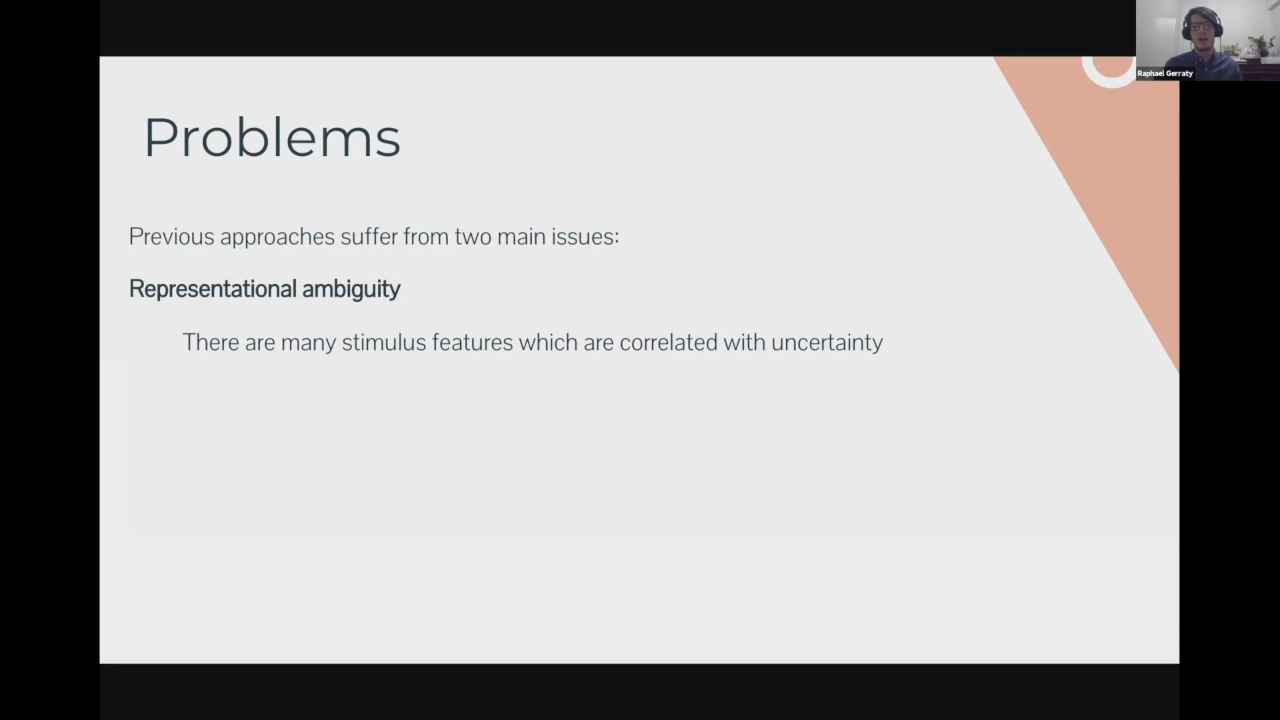 Raphael Gerraty
Problems
Previous approaches suffer from two main issues:
Representational ambiguity
There are many stimulus features which are correlated with uncertainty